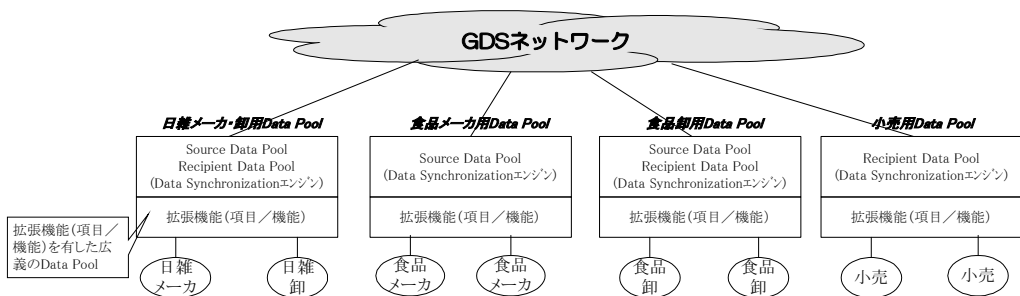 GDSネットワーク
日雑メーカ・卸用Data Pool
Source Data Pool
Recipient Data Pool
(Data Synchronizationエンジン)
拡張機能(項目／機能)
日雑
メーカ
日雑
卸
食品メーカ用Data Pool
Source Data Pool
(Data Synchronizationエンジン)
拡張機能(項目／機能)
食品
メーカ
食品
メーカ
食品卸用Data Pool
Source Data Pool
Recipient Data Pool
(Data Synchronizationエンジン)
拡張機能(項目／機能)
食品
卸
食品
卸
小売用Data Pool
Recipient Data Pool
(Data Synchronizationエンジン)
拡張機能(項目／機能)
小売
小売
拡張機能(項目／
機能)を有した広
義のData Pool